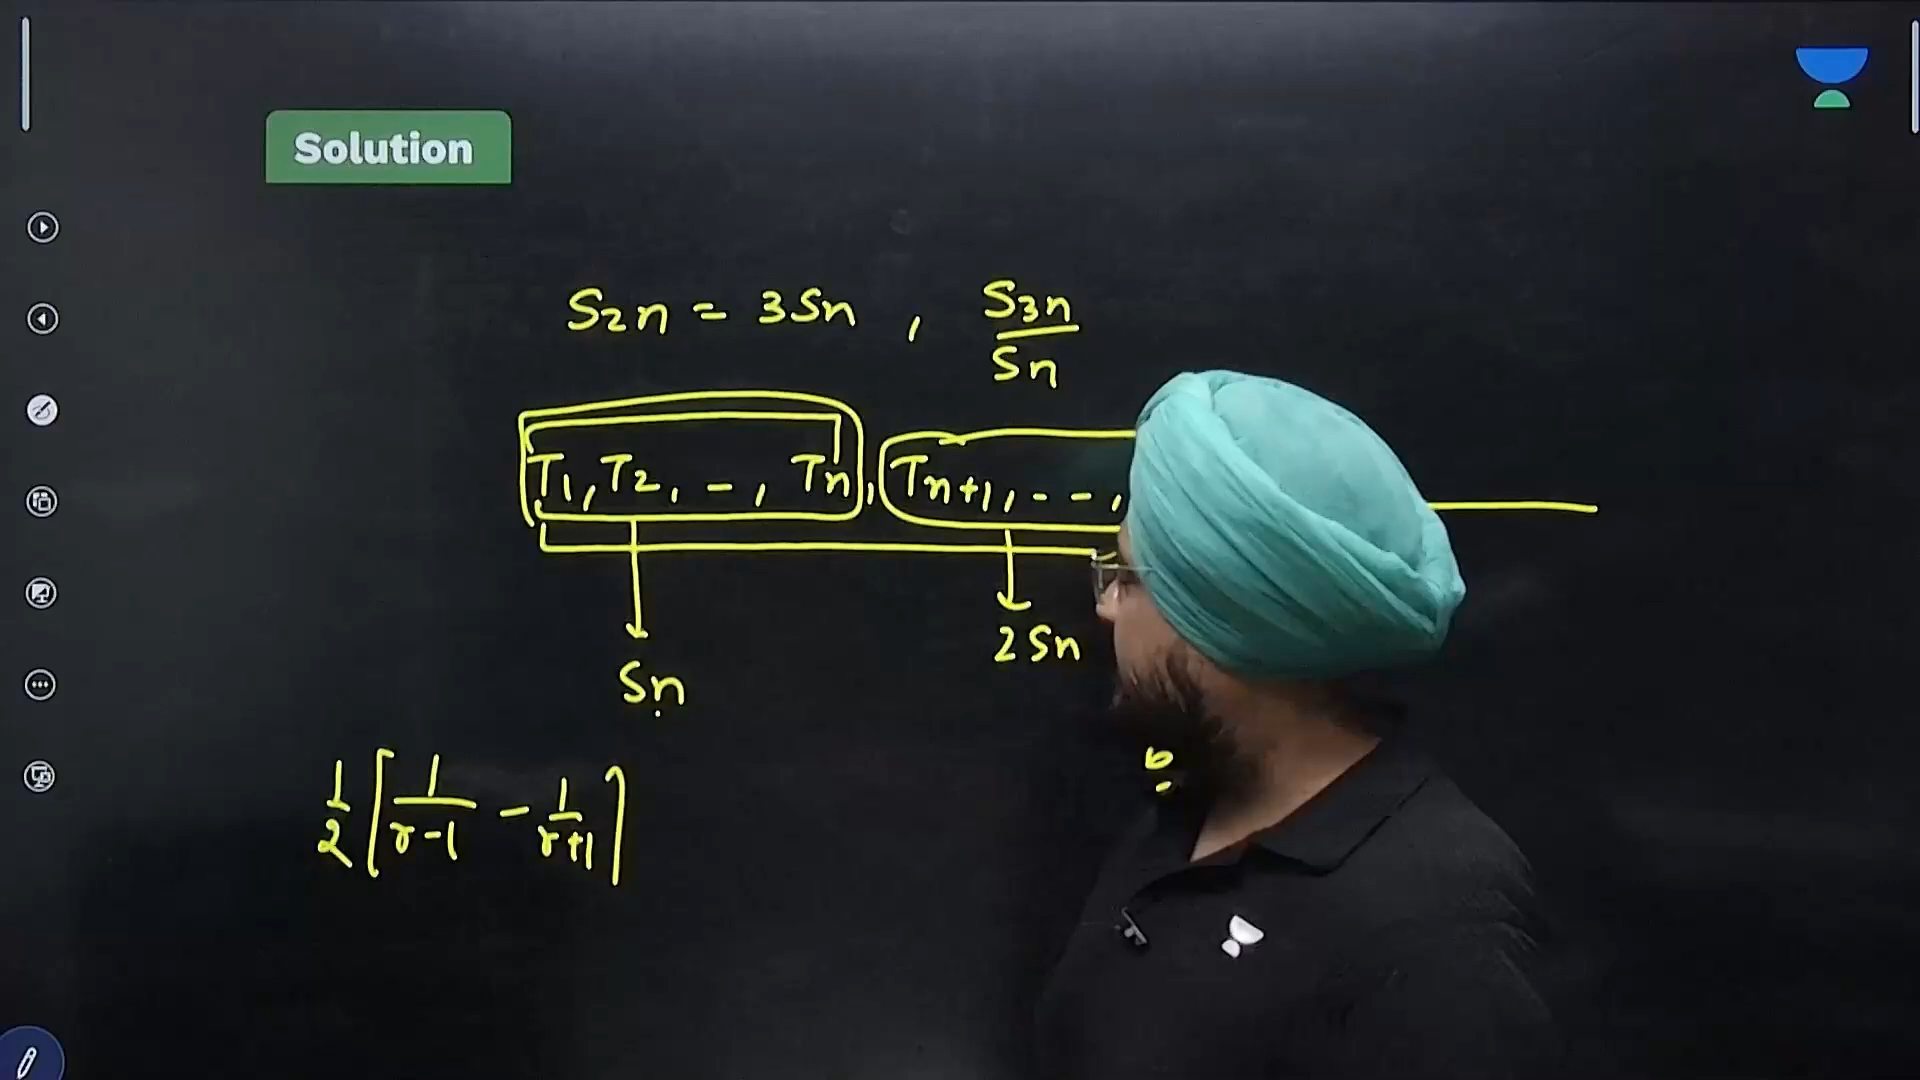 Solution
S2n = 3Sn , S3n/Sn
T1, T2, -, Tn, Tn+1, - -,
Sn
2Sn
1/2 [1/(r-1) - 1/(r+1)]